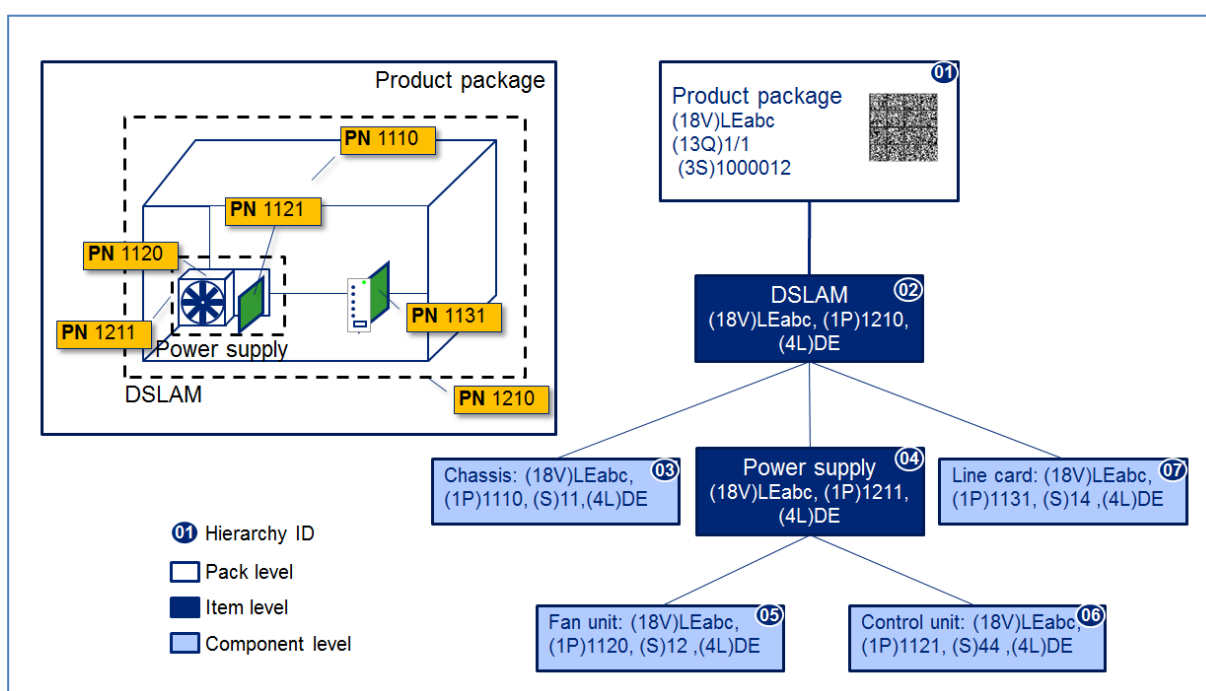 Product package
PN 1110
PN 1121
PN 1120
PN 1211
PN 1131
Power supply
DSLAM
PN 1210
01
Product package
(18V)LEabc
(13Q)1/1
(3S)1000012
02
DSLAM
(18V)LEabc, (1P)1210,
(4L)DE
03
Chassis: (18V)LEabc,
(1P)1110, (S)11,(4L)DE
04
Power supply
(18V)LEabc, (1P)1211,
(4L)DE
07
Line card: (18V)LEabc,
(1P)1131, (S)14 ,(4L)DE
05
Fan unit: (18V)LEabc,
(1P)1120, (S)12 ,(4L)DE
06
Control unit: (18V)LEabc,
(1P)1121, (S)44 ,(4L)DE
01 Hierarchy ID
Pack level
Item level
Component level